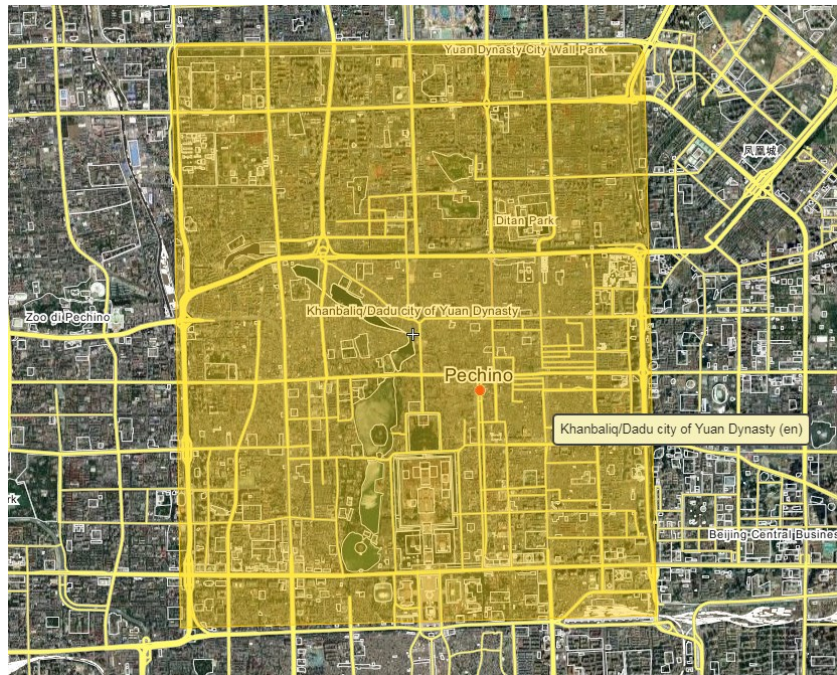 Yuan Dynasty City Wall Park
凤凰城
Ditan Park
Khanbaliq/Dadu city of Yuan Dynasty
Zoo di Pechino
Pechino
Khanbaliq/Dadu city of Yuan Dynasty (en)
rk
Beijing Central Busines